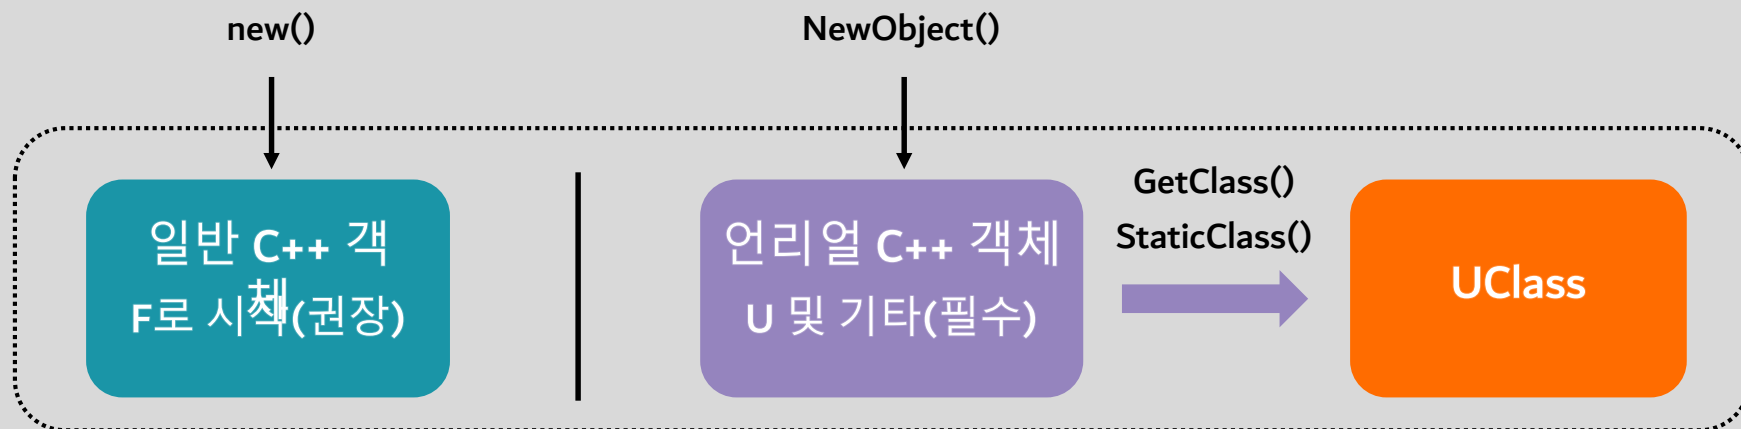 new()
NewObject()
일반 C++ 객
체
F로 시작(권장)
언리얼 C++ 객체
U 및 기타(필수)
GetClass()
StaticClass()
UClass